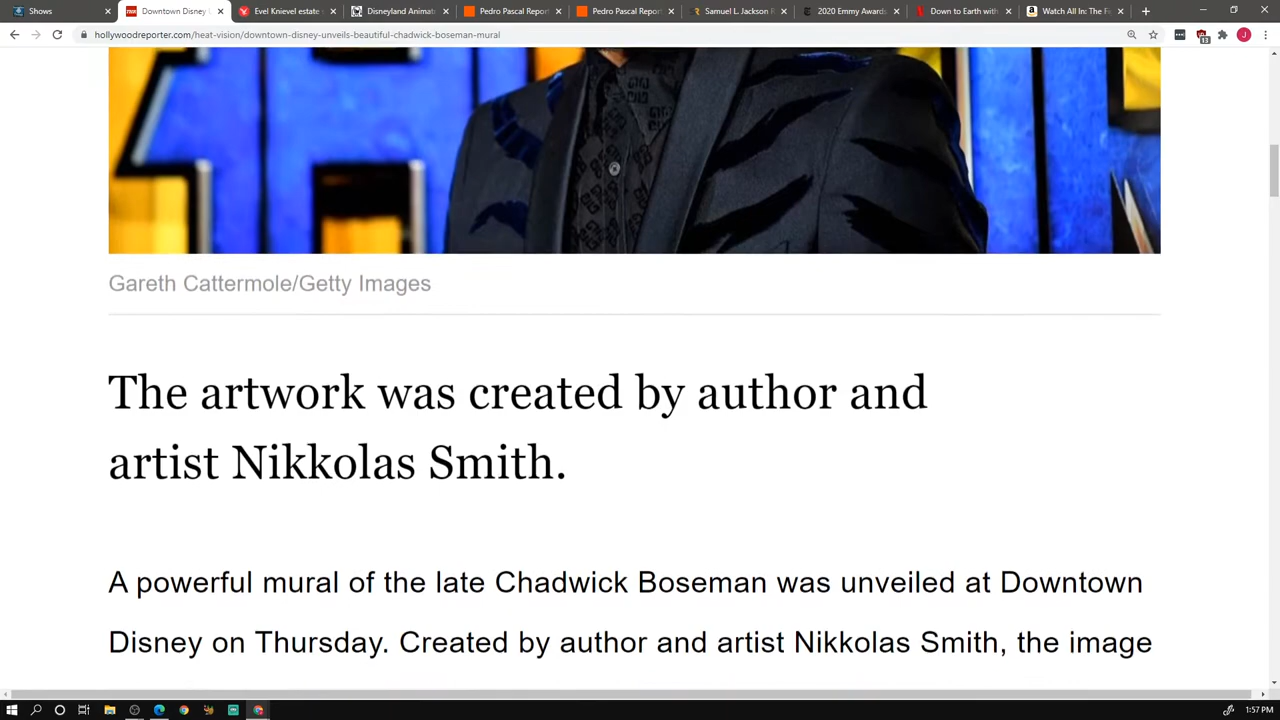 Shows
Downtown Disney
Evel Knievel estate
Disneyland Animat
Pedro Pascal Report
Pedro Pascal Report
Samuel L. Jackson R
2020 Emmy Awards
Down to Earth with
Watch All In: The Fi
hollywoodreporter.com/heat-vision/downtown-disney-unveils-beautiful-chadwick-boseman-mural
Gareth Cattermole/Getty Images
The artwork was created by author and
artist Nikkolas Smith.
A powerful mural of the late Chadwick Boseman was unveiled at Downtown
Disney on Thursday. Created by author and artist Nikkolas Smith, the image
1:57 PM